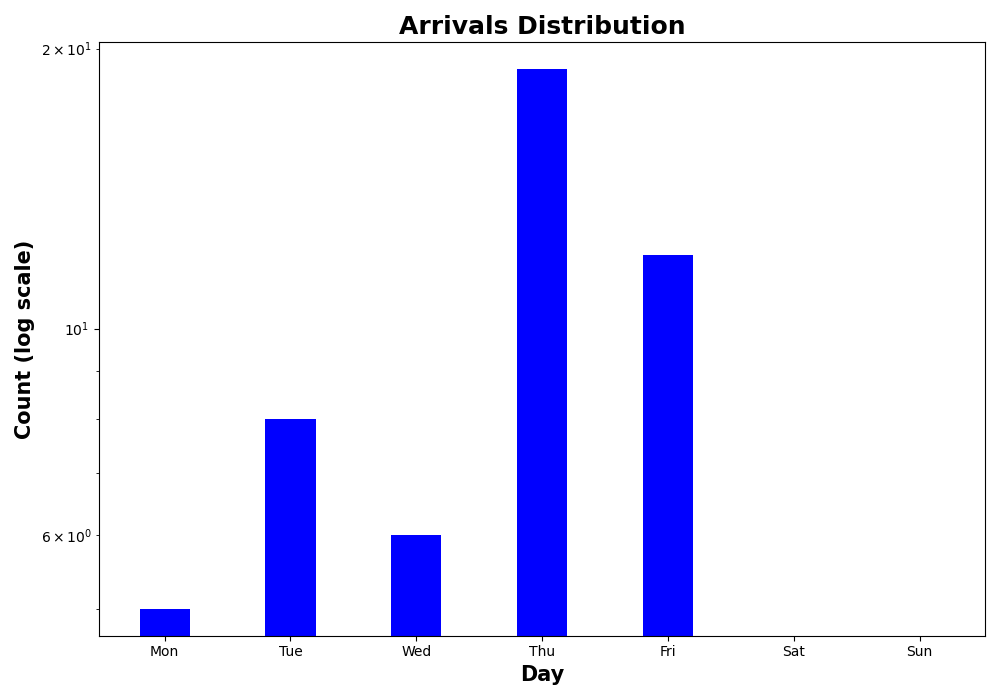 Arrivals Distribution
Count (log scale)
2 × 10¹
10¹
6 × 10⁰
Mon Tue Wed Thu Fri Sat Sun
Day